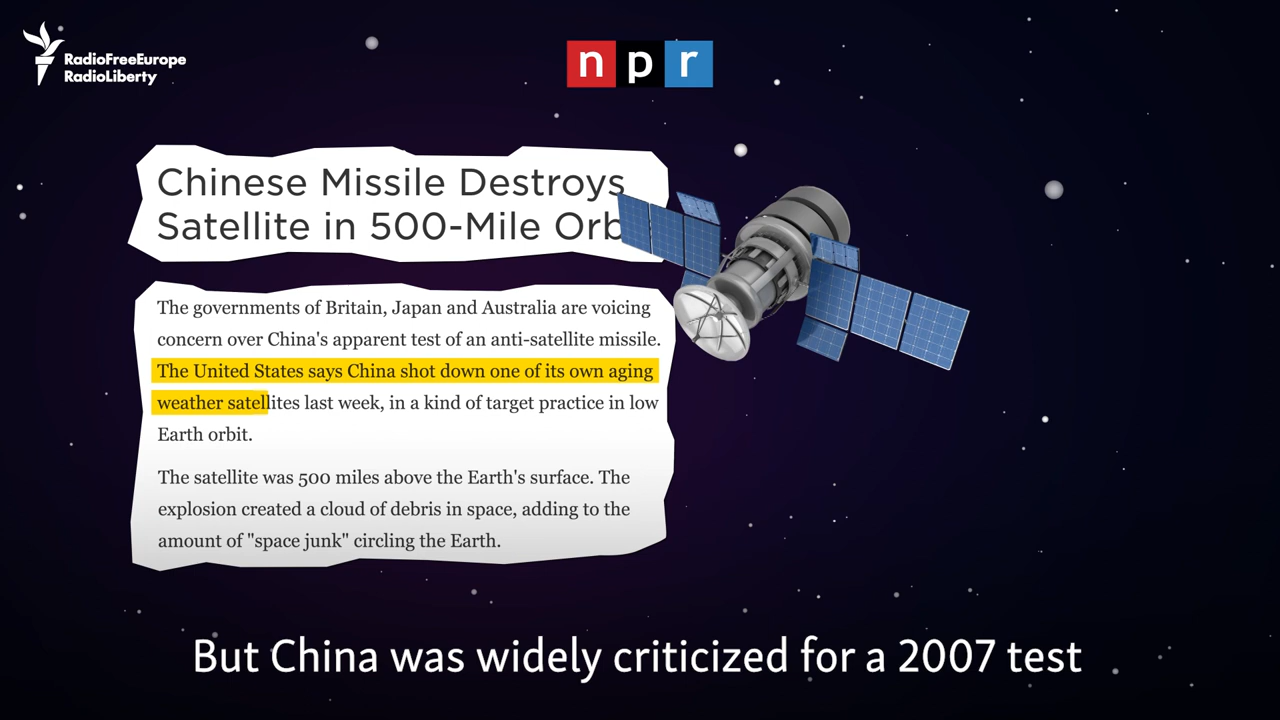 RadioFreeEurope
RadioLiberty
npr
Chinese Missile Destroys
Satellite in 500-Mile Orb
The governments of Britain, Japan and Australia are voicing
concern over China's apparent test of an anti-satellite missile.
The United States says China shot down one of its own aging
weather satellites last week, in a kind of target practice in low
Earth orbit.
The satellite was 500 miles above the Earth's surface. The
explosion created a cloud of debris in space, adding to the
amount of "space junk" circling the Earth.
But China was widely criticized for a 2007 test